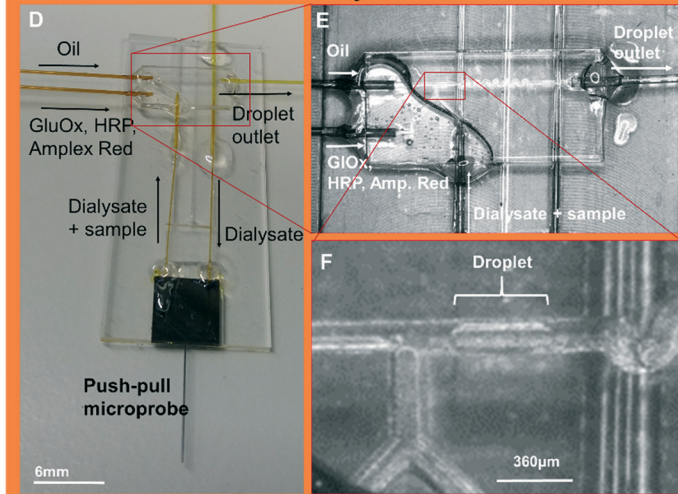 D
Oil
GluOx, HRP,
Amplex Red
Droplet
outlet
Dialysate
+ sample
Dialysate
Push-pull
microprobe
6mm
E
Oil
Droplet
outlet
GlOx,
HRP, Amp. Red
Dialysate + sample
F
Droplet
360µm